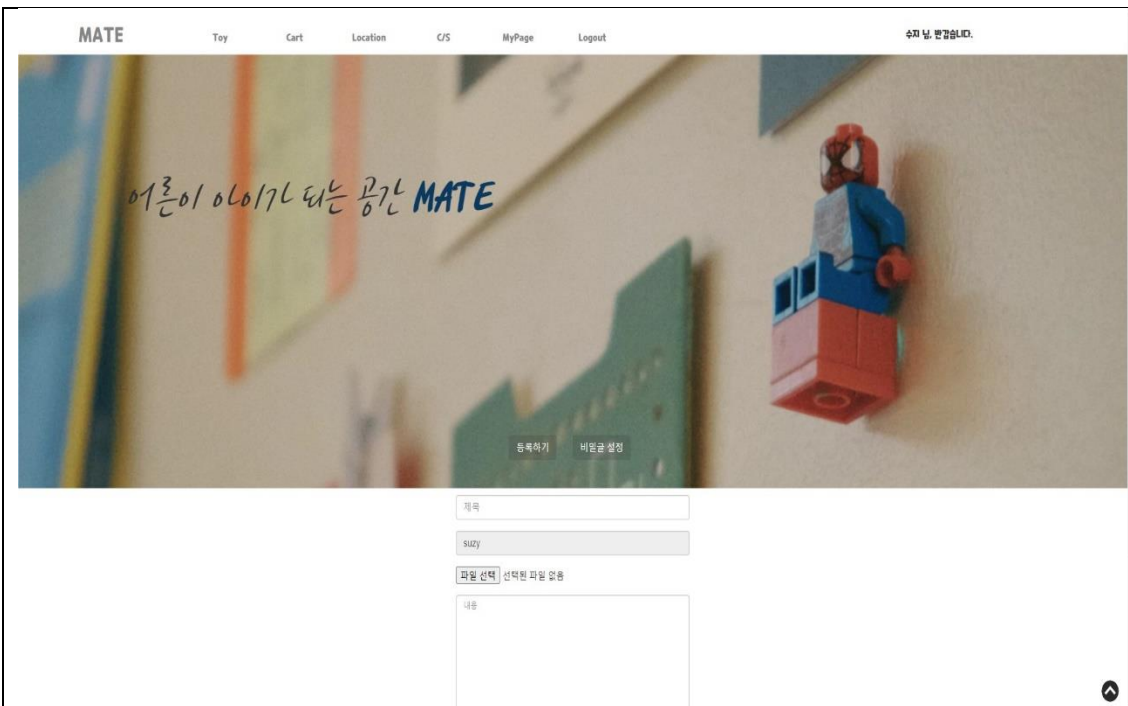 MATE Toy Cart Location C/S MyPage Logout 수지 님, 반갑습니다.
어른이 아이가 되는 공간 MATE
등록하기 비밀글 설정
제목
suzy
파일 선택 선택된 파일 없음
내용